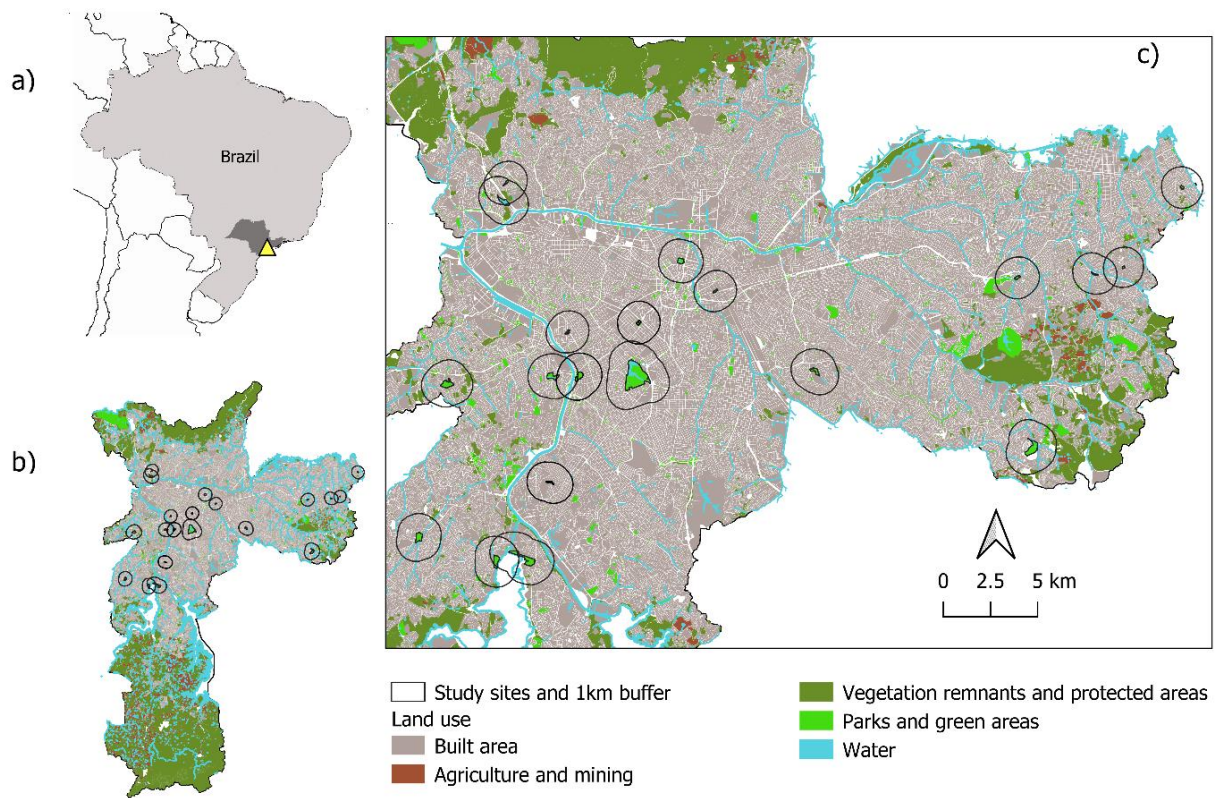 a)
Brazil
b)
c)
0 2.5 5 km
Study sites and 1km buffer
Land use
Built area
Agriculture and mining
Vegetation remnants and protected areas
Parks and green areas
Water